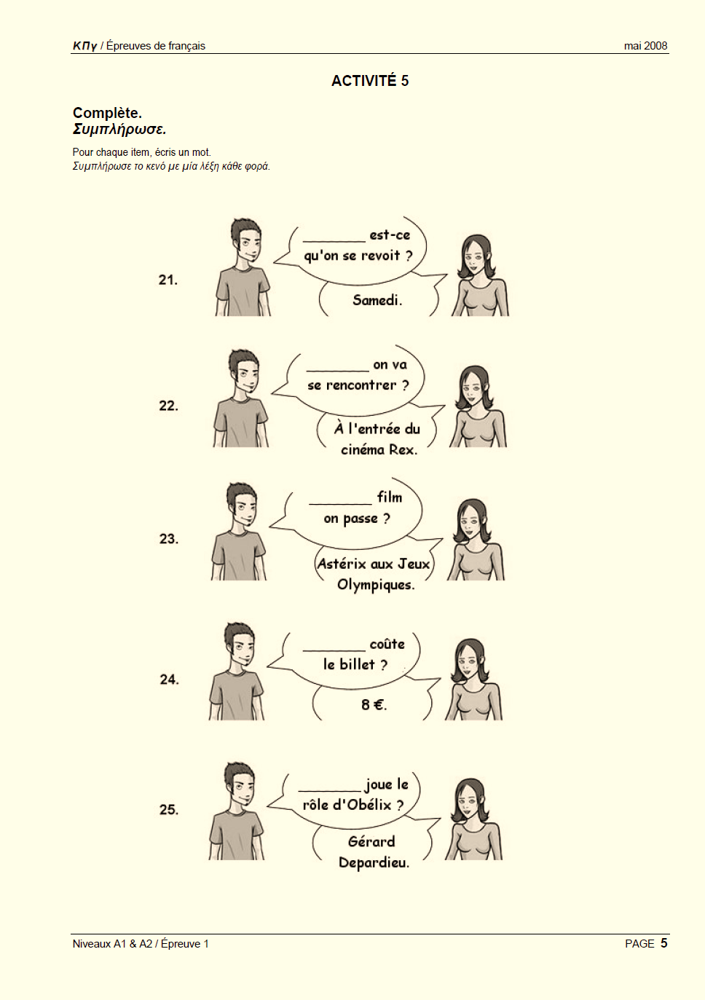 ΚΠγ / Épreuves de français mai 2008
ACTIVITÉ 5
Complète.
Συμπλήρωσε.
Pour chaque item, écris un mot.
Συμπλήρωσε το κενό με μία λέξη κάθε φορά.
21.
________ est-ce
qu'on se revoit ?
Samedi.
22.
________ on va
se rencontrer ?
À l'entrée du
cinéma Rex.
23.
________ film
on passe ?
Astérix aux Jeux
Olympiques.
24.
________ coûte
le billet ?
8 €.
25.
________ joue le
rôle d'Obélix ?
Gérard
Depardieu.
Niveaux A1 & A2 / Épreuve 1 PAGE 5